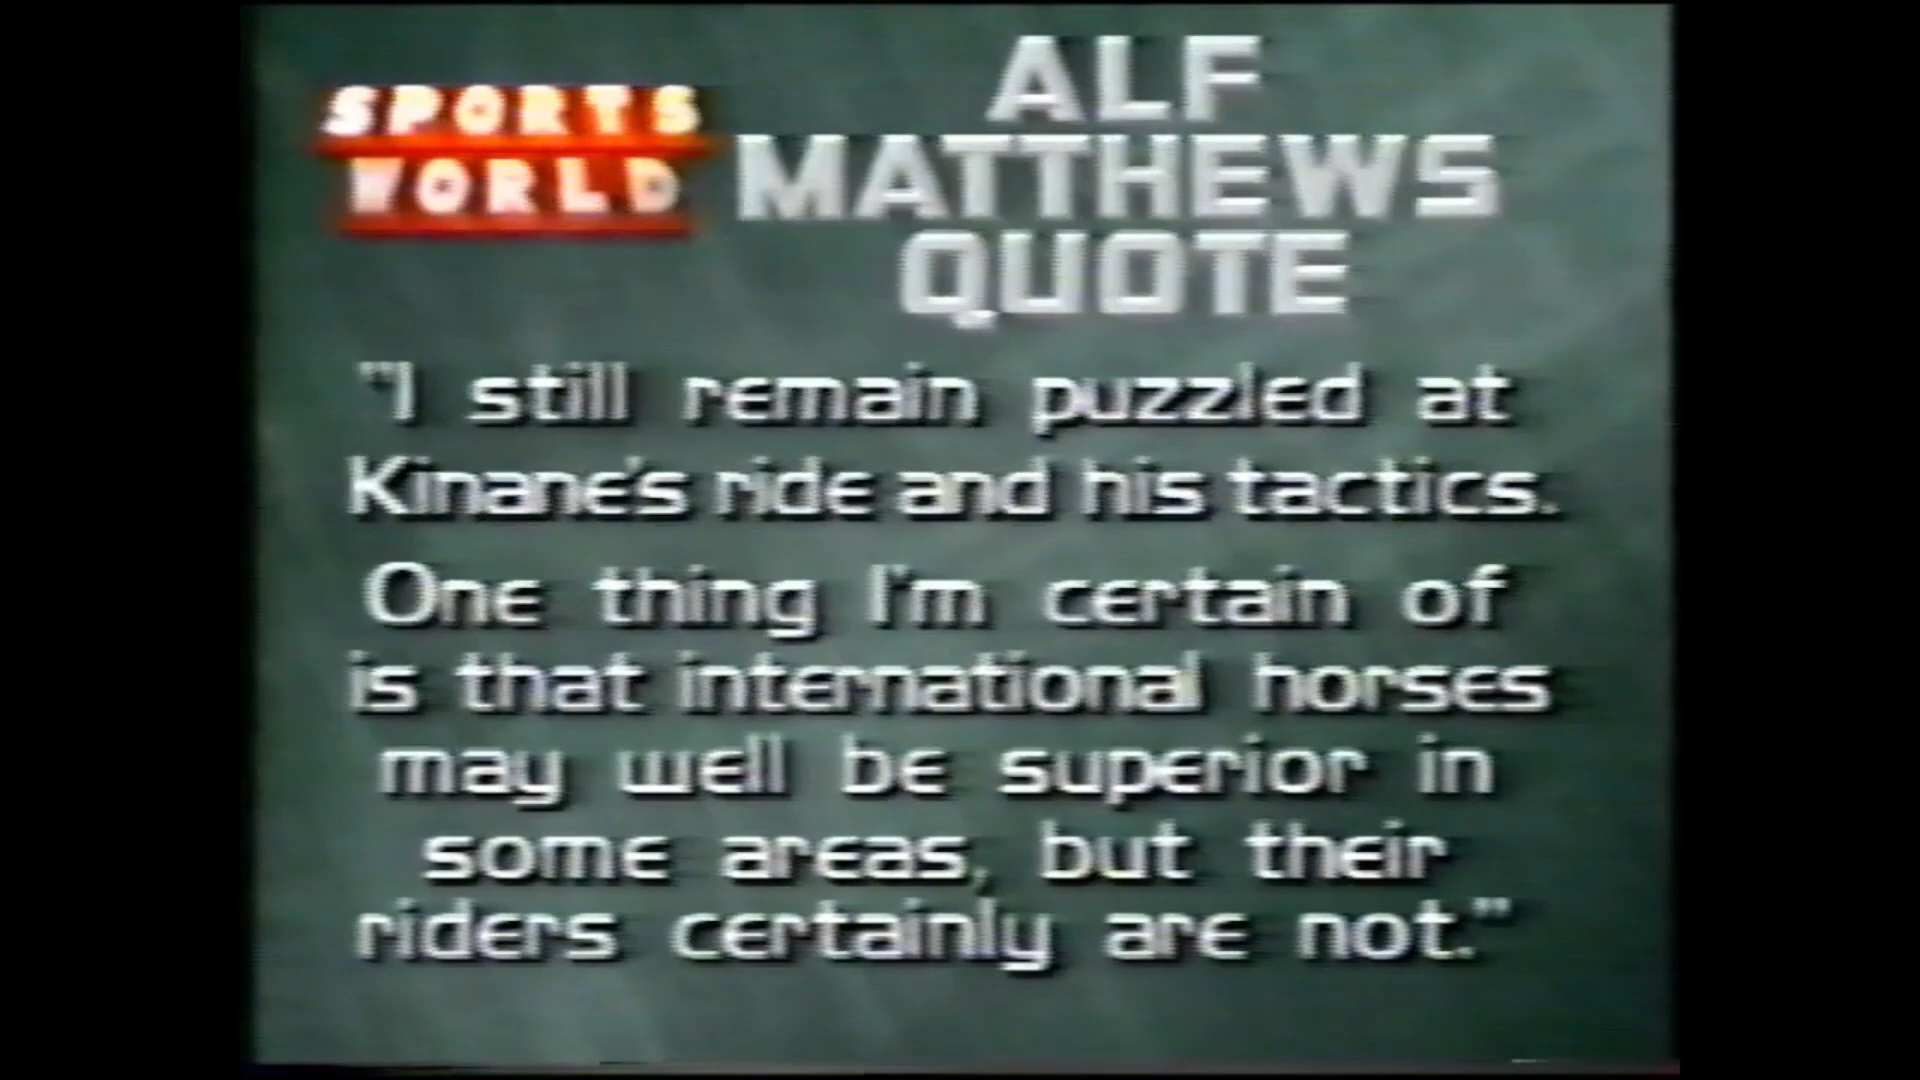 SPORTS
WORLD
ALF
MATTHEWS
QUOTE
"I still remain puzzled at
Kinane's ride and his tactics.
One thing I'm certain of
is that international horses
may well be superior in
some areas, but their
riders certainly are not."